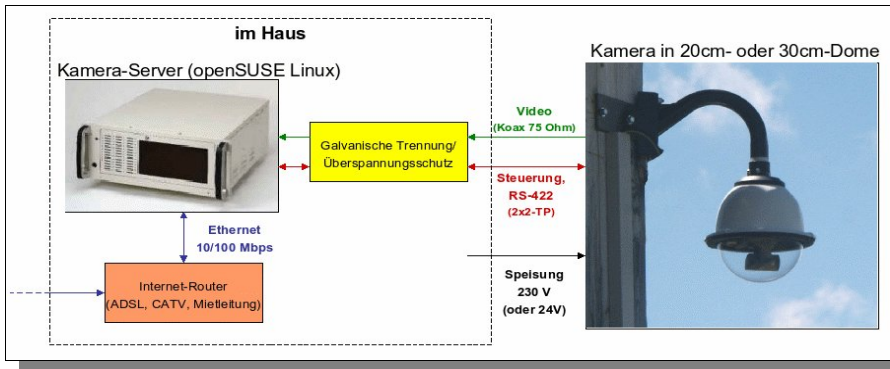 im Haus
Kamera-Server (openSUSE Linux)
Kamera in 20cm- oder 30cm-Dome
Video
(Koax 75 Ohm)
Galvanische Trennung/
Überspannungsschutz
Steuerung,
RS-422
(2x2-TP)
Ethernet
10/100 Mbps
Internet-Router
(ADSL, CATV, Mietleitung)
Speisung
230 V
(oder 24V)